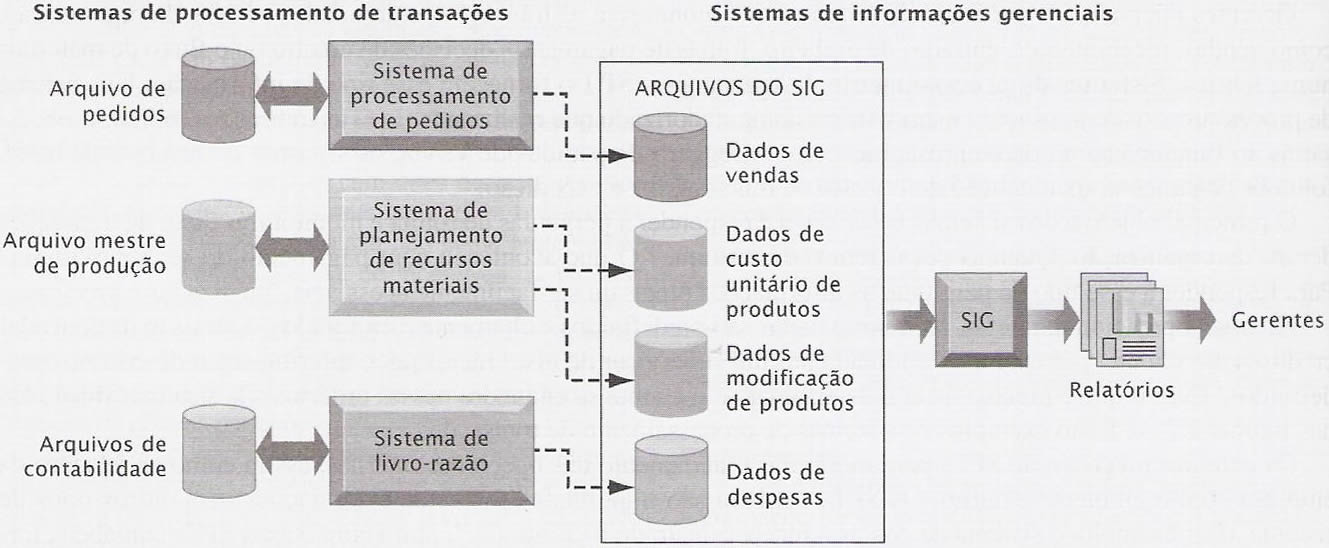 Sistemas de processamento de transações
Sistemas de informações gerenciais
Arquivo de
pedidos
Sistema de
processamento
de pedidos
Arquivo mestre
de produção
Sistema de
planejamento
de recursos
materiais
Arquivos de
contabilidade
Sistema de
livro-razão
ARQUIVOS DO SIG
Dados de
vendas
Dados de
custo
unitário de
produtos
Dados de
modificação
de produtos
Dados de
despesas
SIG
Relatórios
Gerentes